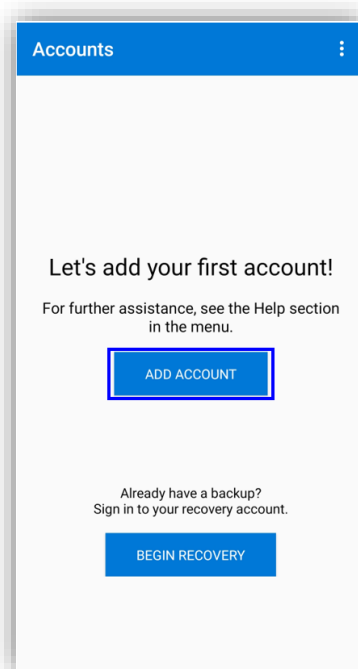 Accounts
Let's add your first account!
For further assistance, see the Help section
in the menu.
ADD ACCOUNT
Already have a backup?
Sign in to your recovery account.
BEGIN RECOVERY